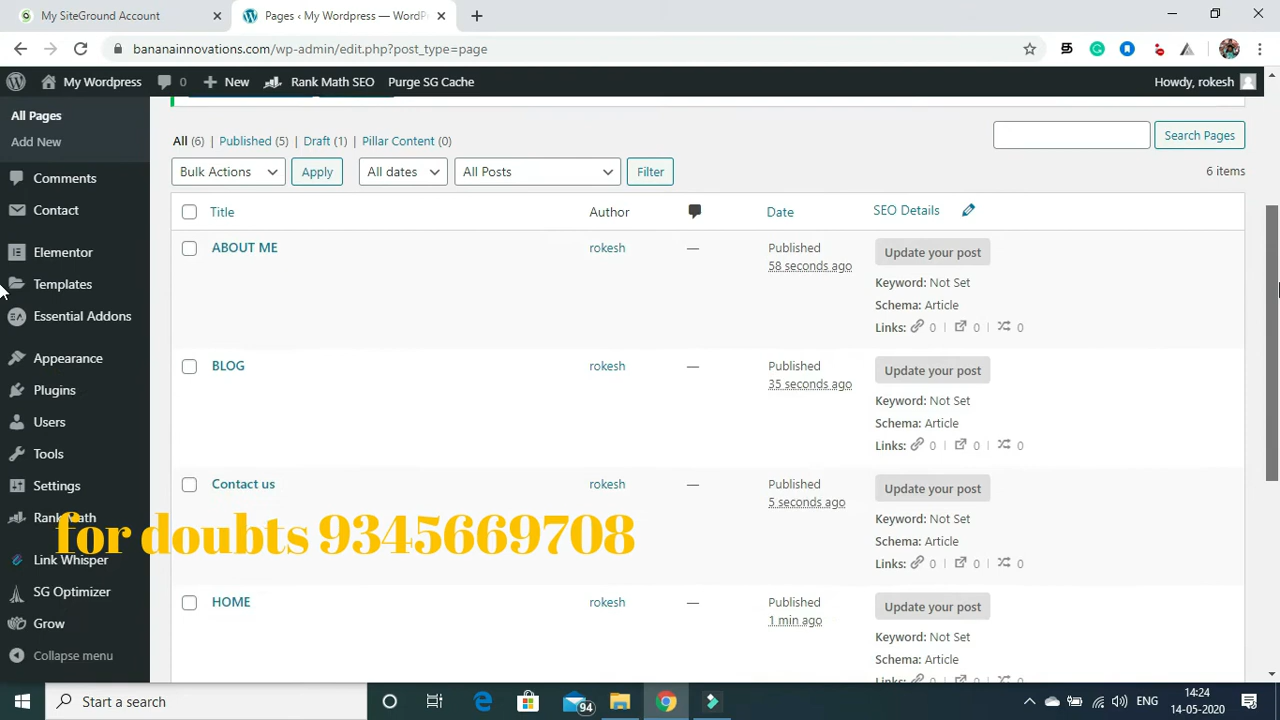 My SiteGround Account
Pages ‹ My Wordpress — WordP
bananainnovations.com/wp-admin/edit.php?post_type=page
My Wordpress 0 New Rank Math SEO Purge SG Cache Howdy, rokesh
All Pages
Add New
Comments
Contact
Elementor
Templates
Essential Addons
Appearance
Plugins
Users
Tools
Settings
Rank Math
Link Whisper
SG Optimizer
Grow
Collapse menu
All (6) | Published (5) | Draft (1) | Pillar Content (0)
Search Pages
Bulk Actions Apply All dates All Posts Filter 6 items
Title Author Date SEO Details
ABOUT ME rokesh — Published Update your post
58 seconds ago
Keyword: Not Set
Schema: Article
Links: 0 | 0 | 0
BLOG rokesh — Published Update your post
35 seconds ago
Keyword: Not Set
Schema: Article
Links: 0 | 0 | 0
Contact us rokesh — Published Update your post
5 seconds ago
Keyword: Not Set
Schema: Article
Links: 0 | 0 | 0
for doubts 9345669708
HOME rokesh — Published Update your post
1 min ago
Keyword: Not Set
Schema: Article
Links: 0 | 0 | 0
Start a search
94
ENG
14:24
14-05-2020